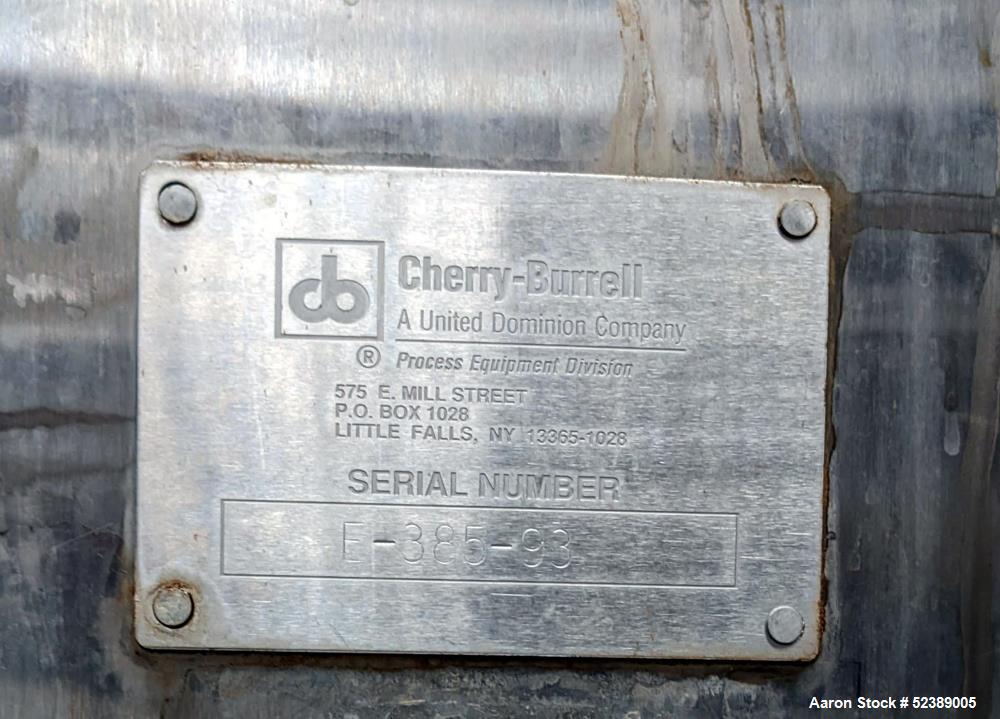 cb
Cherry-Burrell
A United Dominion Company
® Process Equipment Division
575 E. MILL STREET
P.O. BOX 1028
LITTLE FALLS, NY 13365-1028
SERIAL NUMBER
E-385-93
Aaron Stock # 52389005